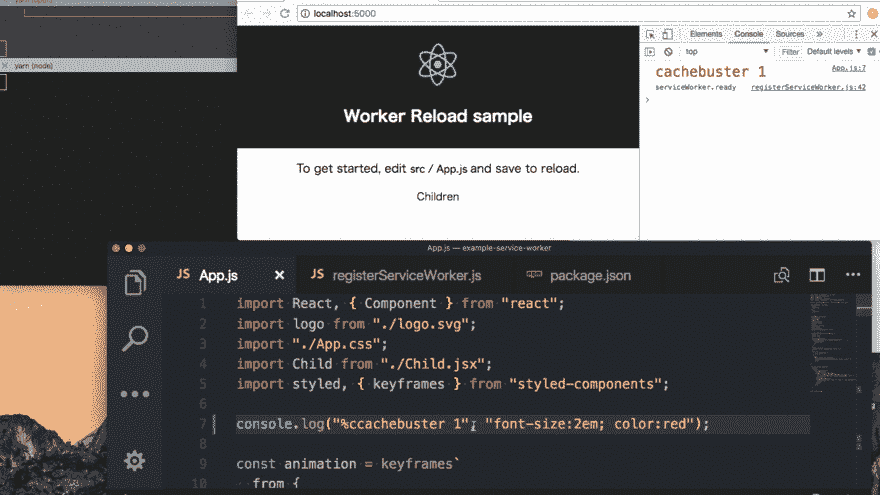 localhost:5000
Elements Console Sources »
top Filter Default levels
cachebuster 1 App.js:7
serviceWorker.ready registerServiceWorker.js:42
yarn (node)
Worker Reload sample
To get started, edit src / App.js and save to reload.
Children
App.js — example-service-worker
JS App.js JS registerServiceWorker.js package.json
1 import React, { Component } from "react";
2 import logo from "./logo.svg";
3 import "./App.css";
4 import Child from "./Child.jsx";
5 import styled, { keyframes } from "styled-components";
6
7 console.log("%ccachebuster 1", "font-size:2em; color:red");
8
9 const animation = keyframes`
10 from {